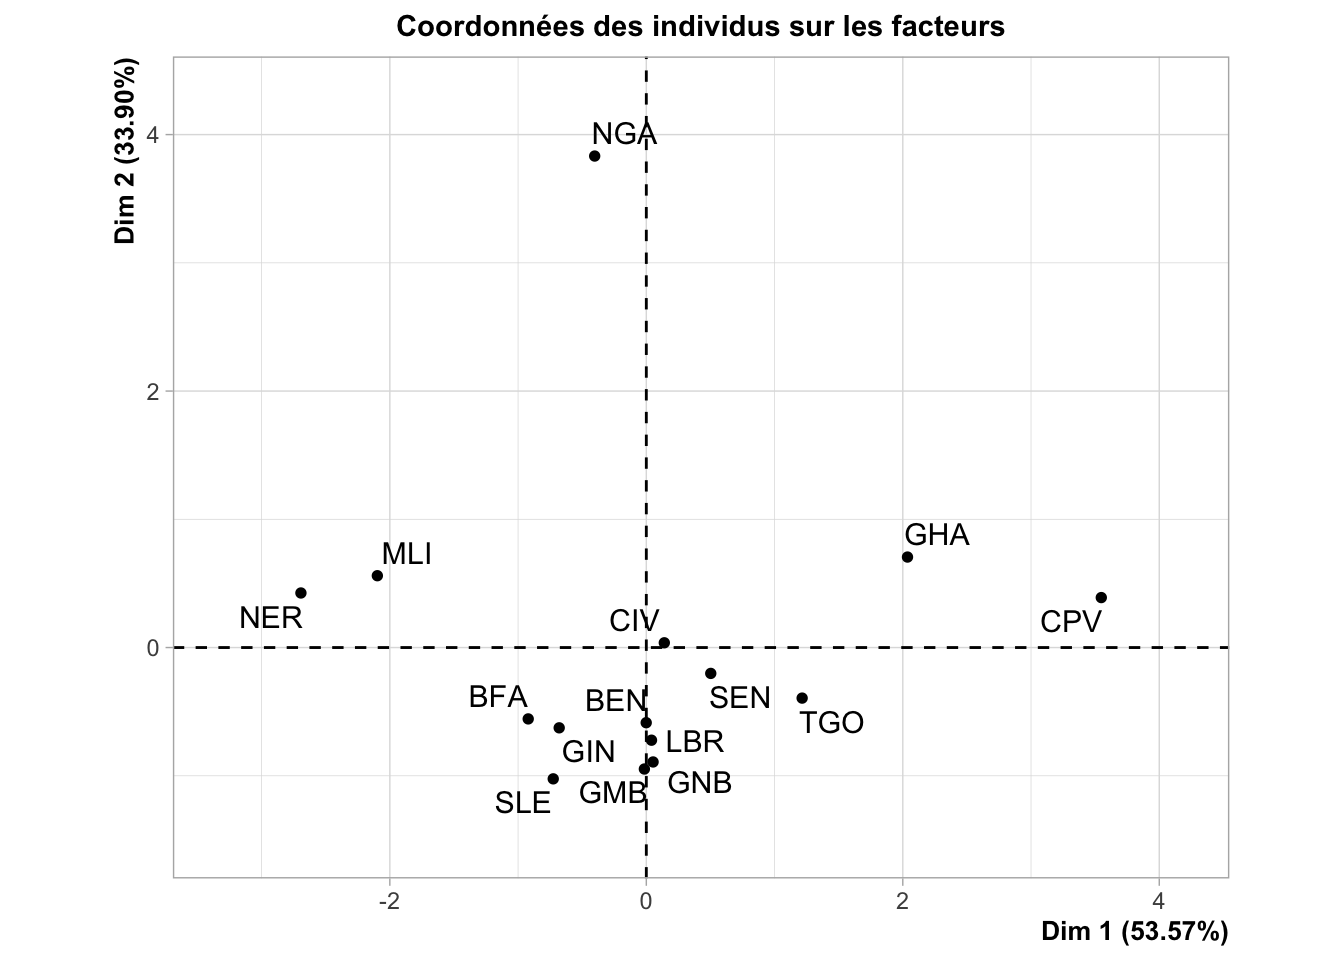 Coordonnées des individus sur les facteurs
Dim 2 (33.90%)
4
2
0
NGA
GHA
MLI
NER
CPV
CIV
SEN
BFA
BEN
TGO
LBR
GIN
GNB
GMB
SLE
-2
0
2
4
Dim 1 (53.57%)